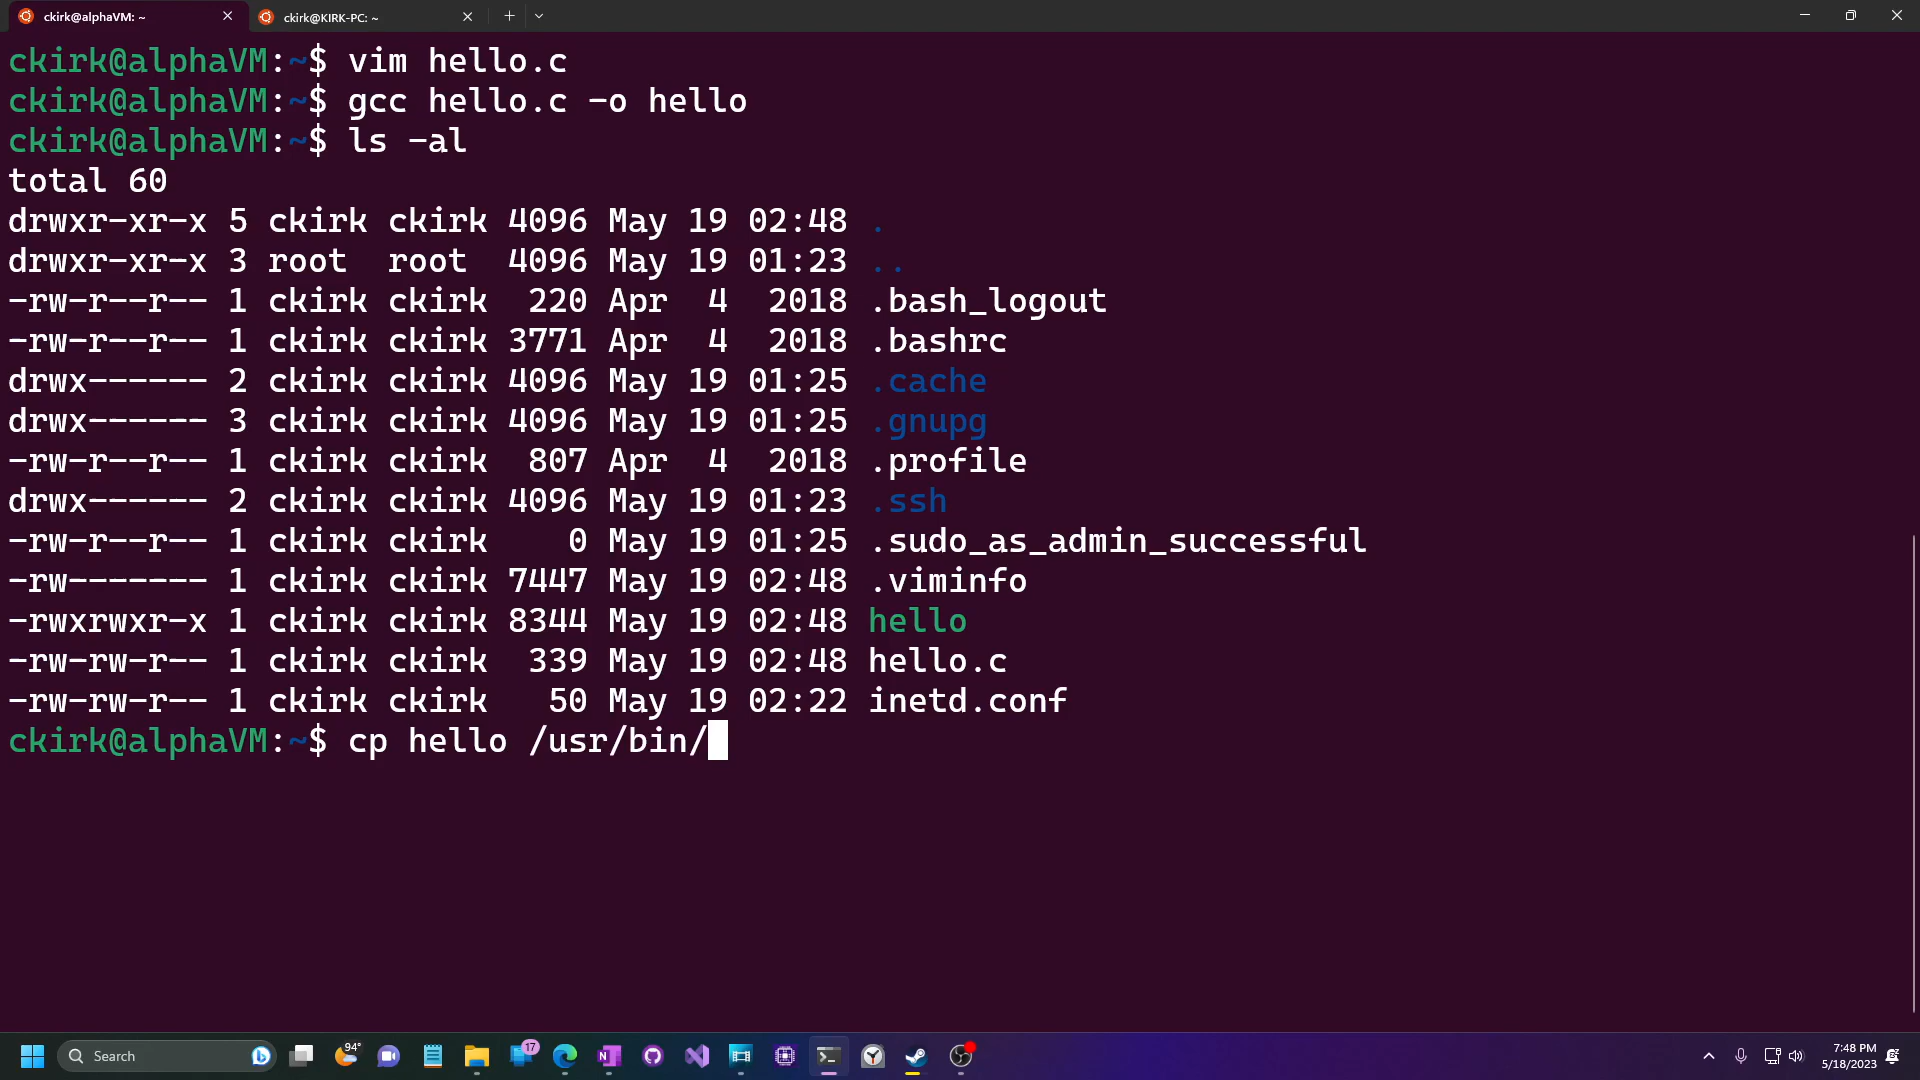 ckirk@alphaVM: ~
ckirk@KIRK-PC: ~
ckirk@alphaVM:~$ vim hello.c
ckirk@alphaVM:~$ gcc hello.c -o hello
ckirk@alphaVM:~$ ls -al
total 60
drwxr-xr-x 5 ckirk ckirk 4096 May 19 02:48 .
drwxr-xr-x 3 root  root  4096 May 19 01:23 ..
-rw-r--r-- 1 ckirk ckirk  220 Apr  4  2018 .bash_logout
-rw-r--r-- 1 ckirk ckirk 3771 Apr  4  2018 .bashrc
drwx------ 2 ckirk ckirk 4096 May 19 01:25 .cache
drwx------ 3 ckirk ckirk 4096 May 19 01:25 .gnupg
-rw-r--r-- 1 ckirk ckirk  807 Apr  4  2018 .profile
drwx------ 2 ckirk ckirk 4096 May 19 01:23 .ssh
-rw-r--r-- 1 ckirk ckirk    0 May 19 01:25 .sudo_as_admin_successful
-rw------- 1 ckirk ckirk 7447 May 19 02:48 .viminfo
-rwxrwxr-x 1 ckirk ckirk 8344 May 19 02:48 hello
-rw-rw-r-- 1 ckirk ckirk  339 May 19 02:48 hello.c
-rw-rw-r-- 1 ckirk ckirk   50 May 19 02:22 inetd.conf
ckirk@alphaVM:~$ cp hello /usr/bin/
Search
94°
17
7:48 PM
5/18/2023